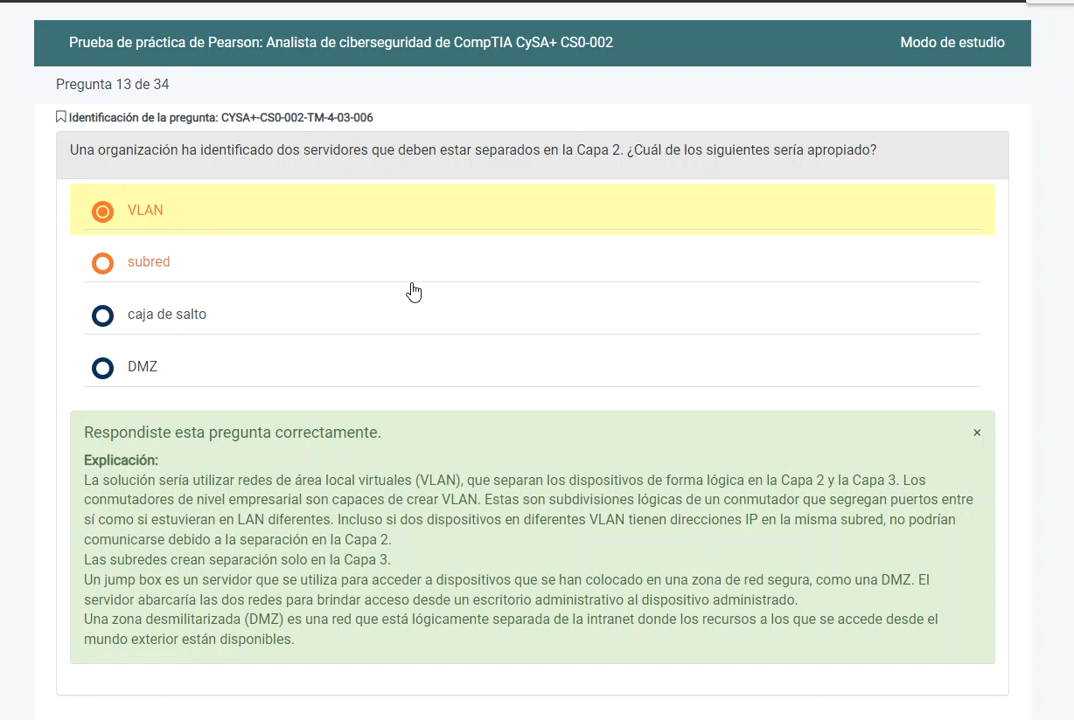 Prueba de práctica de Pearson: Analista de ciberseguridad de CompTIA CySA+ CS0-002
Modo de estudio
Pregunta 13 de 34
Identificación de la pregunta: CYSA+-CS0-002-TM-4-03-006
Una organización ha identificado dos servidores que deben estar separados en la Capa 2. ¿Cuál de los siguientes sería apropiado?
VLAN
subred
caja de salto
DMZ
Respondiste esta pregunta correctamente.
×
Explicación:
La solución sería utilizar redes de área local virtuales (VLAN), que separan los dispositivos de forma lógica en la Capa 2 y la Capa 3. Los
conmutadores de nivel empresarial son capaces de crear VLAN. Estas son subdivisiones lógicas de un conmutador que segregan puertos entre
sí como si estuvieran en LAN diferentes. Incluso si dos dispositivos en diferentes VLAN tienen direcciones IP en la misma subred, no podrían
comunicarse debido a la separación en la Capa 2.
Las subredes crean separación solo en la Capa 3.
Un jump box es un servidor que se utiliza para acceder a dispositivos que se han colocado en una zona de red segura, como una DMZ. El
servidor abarcaría las dos redes para brindar acceso desde un escritorio administrativo al dispositivo administrado.
Una zona desmilitarizada (DMZ) es una red que está lógicamente separada de la intranet donde los recursos a los que se accede desde el
mundo exterior están disponibles.